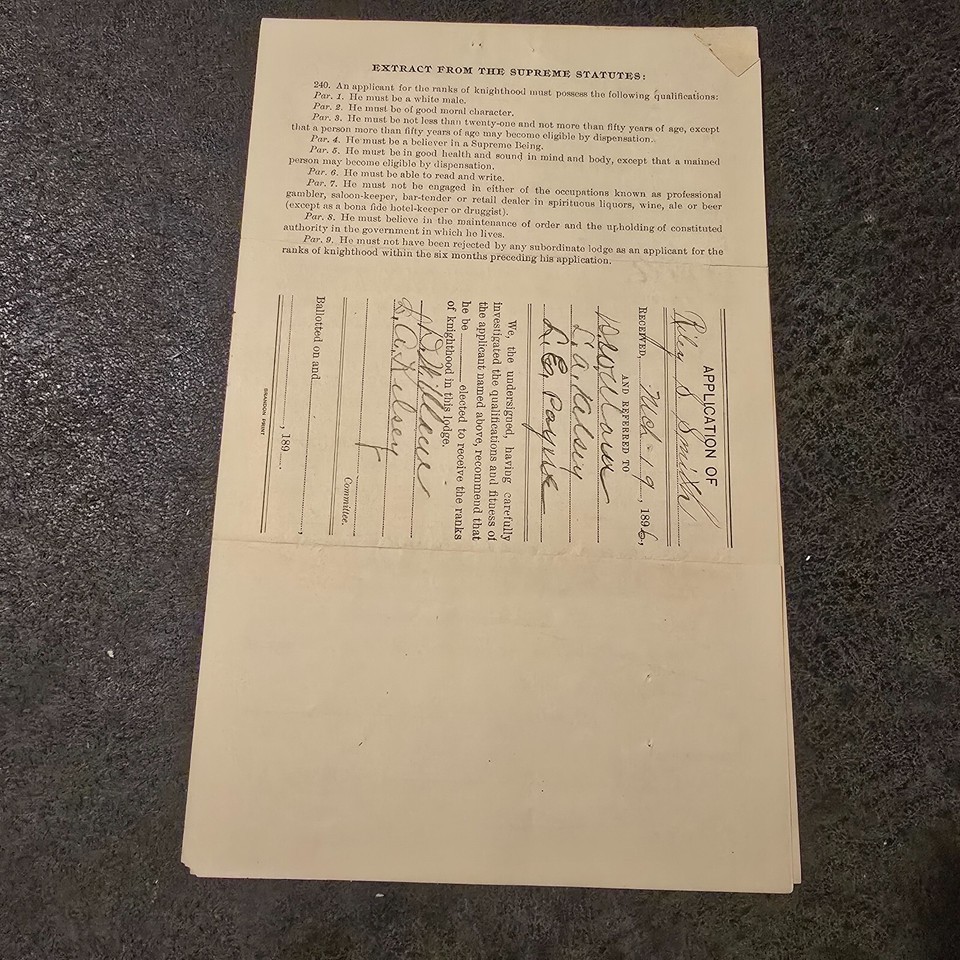 EXTRACT FROM THE SUPREME STATUTES:
240. An applicant for the ranks of knighthood must possess the following qualifications:
Par. 1. He must be a white male.
Par. 2. He must be of good moral character.
Par. 3. He must be not less than twenty-one and not more than fifty years of age, except
that a person more than fifty years of age may become eligible by dispensation.
Par. 4. He must be a believer in a Supreme Being.
Par. 5. He must be in good health and sound in mind and body, except that a maimed
person may become eligible by dispensation.
Par. 6. He must be able to read and write.
Par. 7. He must not be engaged in either of the occupations known as professional
gambler, saloon-keeper, bar-tender or retail dealer in spirituous liquors, wine, ale or beer
(except as a bona fide hotel-keeper or druggist).
Par. 8. He must believe in the maintenance of order and the upholding of constituted
authority in the government in which he lives.
Par. 9. He must not have been rejected by any subordinate lodge as an applicant for the
ranks of knighthood within the six months preceding his application.
APPLICATION OF
Riley S Smith
RECEIVED, Mch 19, 1896,
AND REFERRED TO
L. A. Kelsey
L. E. Payne
We, the undersigued, having carefully
investigated the qualifications and fitness of
the applicant named above, recommend that
he be elected to receive the ranks
of knighthood in this lodge.
Kelsey
Committee.
Ballotted on and
, 189
BRANDON PRINT